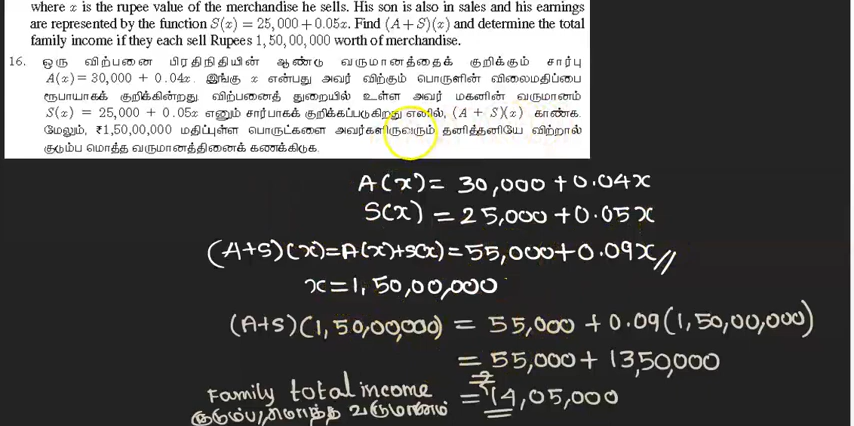 where x is the rupee value of the merchandise he sells. His son is also in sales and his earnings
are represented by the function S(x) = 25,000 + 0.05x. Find (A + S)(x) and determine the total
family income if they each sell Rupees 1,50,00,000 worth of merchandise.
16. ஒரு விற்பனை பிரதிநிதியின் ஆண்டு வருமானத்தைக் குறிக்கும் சார்பு
A(x) = 30,000 + 0.04x. இங்கு x என்பது அவர் விற்கும் பொருளின் விலைமதிப்பை
ரூபாயாகக் குறிக்கின்றது. விற்பனைத் துறையில் உள்ள அவர் மகனின் வருமானம்
S(x) = 25,000 + 0.05x எனும் சார்பாகக் குறிக்கப்படுகிறது எனில், (A + S)(x) காண்க.
மேலும், ₹1,50,00,000 மதிப்புள்ள பொருட்களை அவர்களிருவரும் தனித்தனியே விற்றால்
குடும்ப மொத்த வருமானத்தினைக் கணக்கிடுக.
A(x) = 30,000 + 0.04x
S(x) = 25,000 + 0.05x
(A+S)(x) = A(x)+S(x) = 55,000 + 0.09x //
x = 1,50,00,000
(A+S)(1,50,00,000) = 55,000 + 0.09(1,50,00,000)
= 55,000 + 13,50,000
Family total income = ₹14,05,000
குடும்ப மொத்த வருமானம்